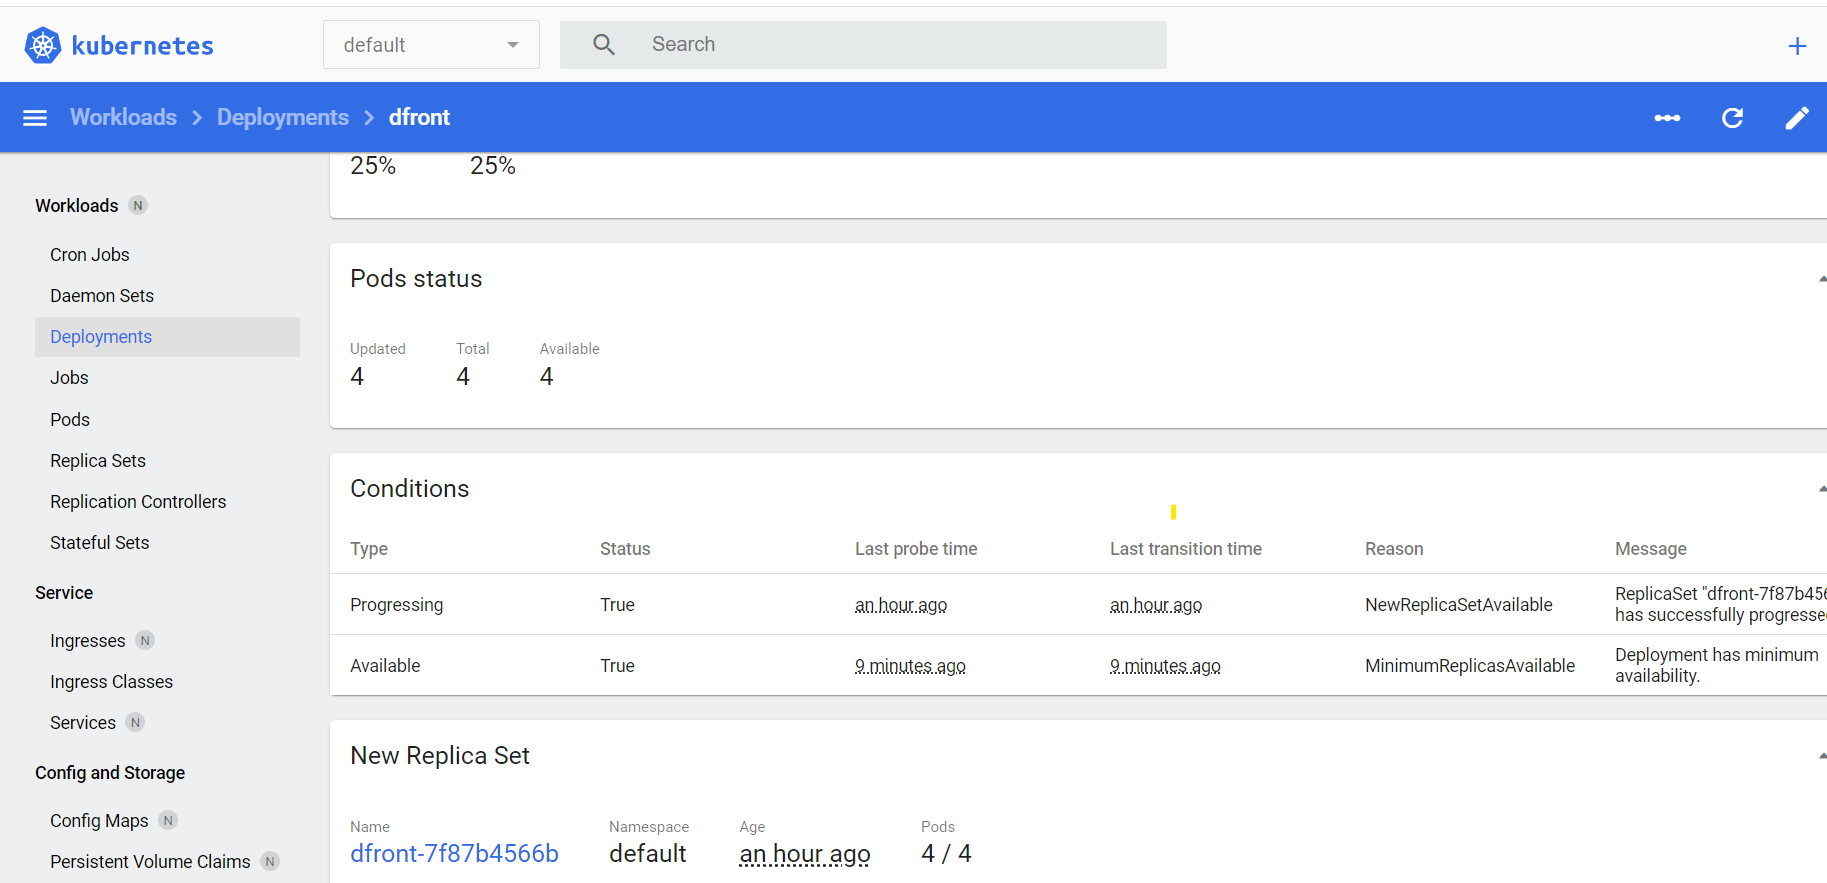 kubernetes
default
Search
Workloads > Deployments > dfront
25% 25%
Workloads N
Cron Jobs
Daemon Sets
Deployments
Jobs
Pods
Replica Sets
Replication Controllers
Stateful Sets
Service
Ingresses N
Ingress Classes
Services N
Config and Storage
Config Maps N
Persistent Volume Claims N
Pods status
Updated Total Available
4 4 4
Conditions
Type Status Last probe time Last transition time Reason Message
Progressing True an hour ago an hour ago NewReplicaSetAvailable ReplicaSet "dfront-7f87b456
has successfully progresse
Available True 9 minutes ago 9 minutes ago MinimumReplicasAvailable Deployment has minimum
availability.
New Replica Set
Name Namespace Age Pods
dfront-7f87b4566b default an hour ago 4 / 4